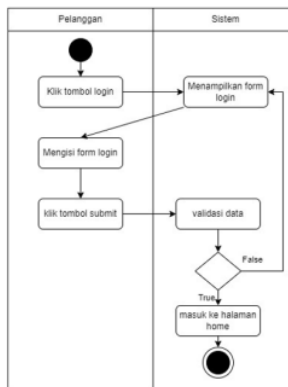 Pelanggan
Sistem
Klik tombol login
Menampilkan form
login
Mengisi form login
klik tombol submit
validasi data
False
True
masuk ke halaman
home